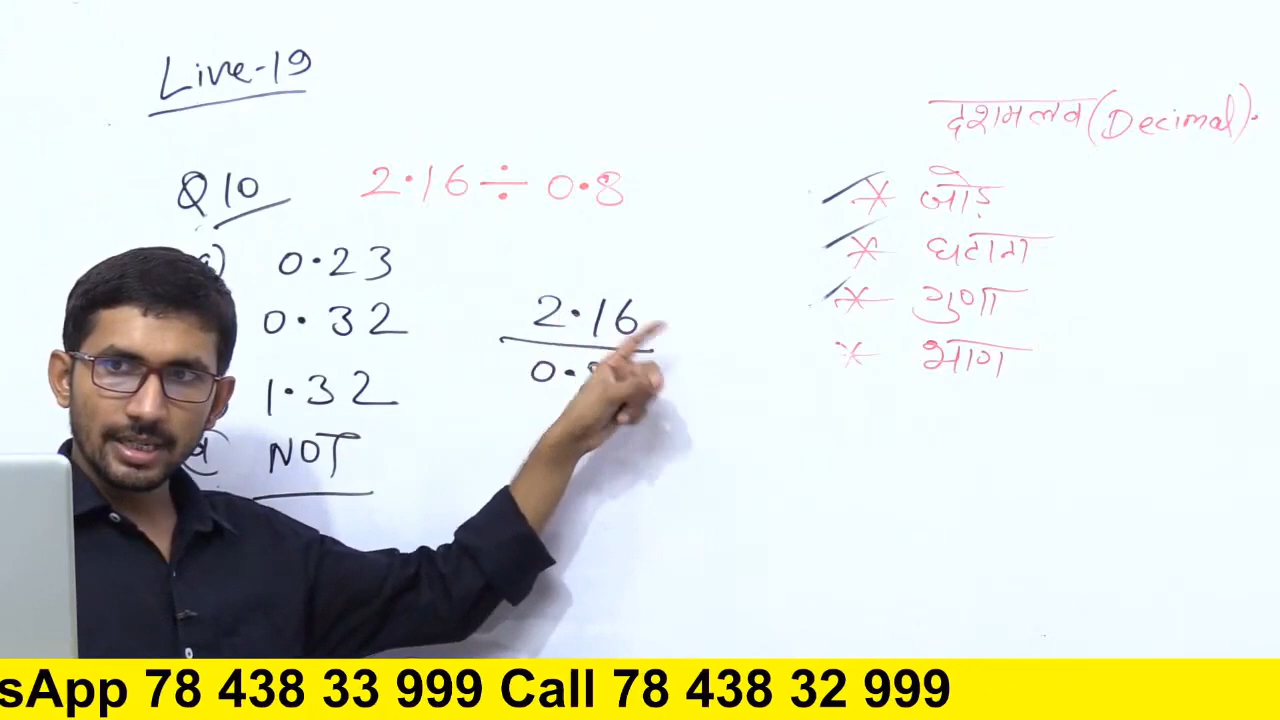 Live-19
Q10 2.16 ÷ 0.8
a) 0.23
0.32
1.32
d NOT
2.16
0.8
दशमलव (Decimal).
* जोड़
* घटाना
* गुणा
* भाग
sApp 78 438 33 999 Call 78 438 32 999